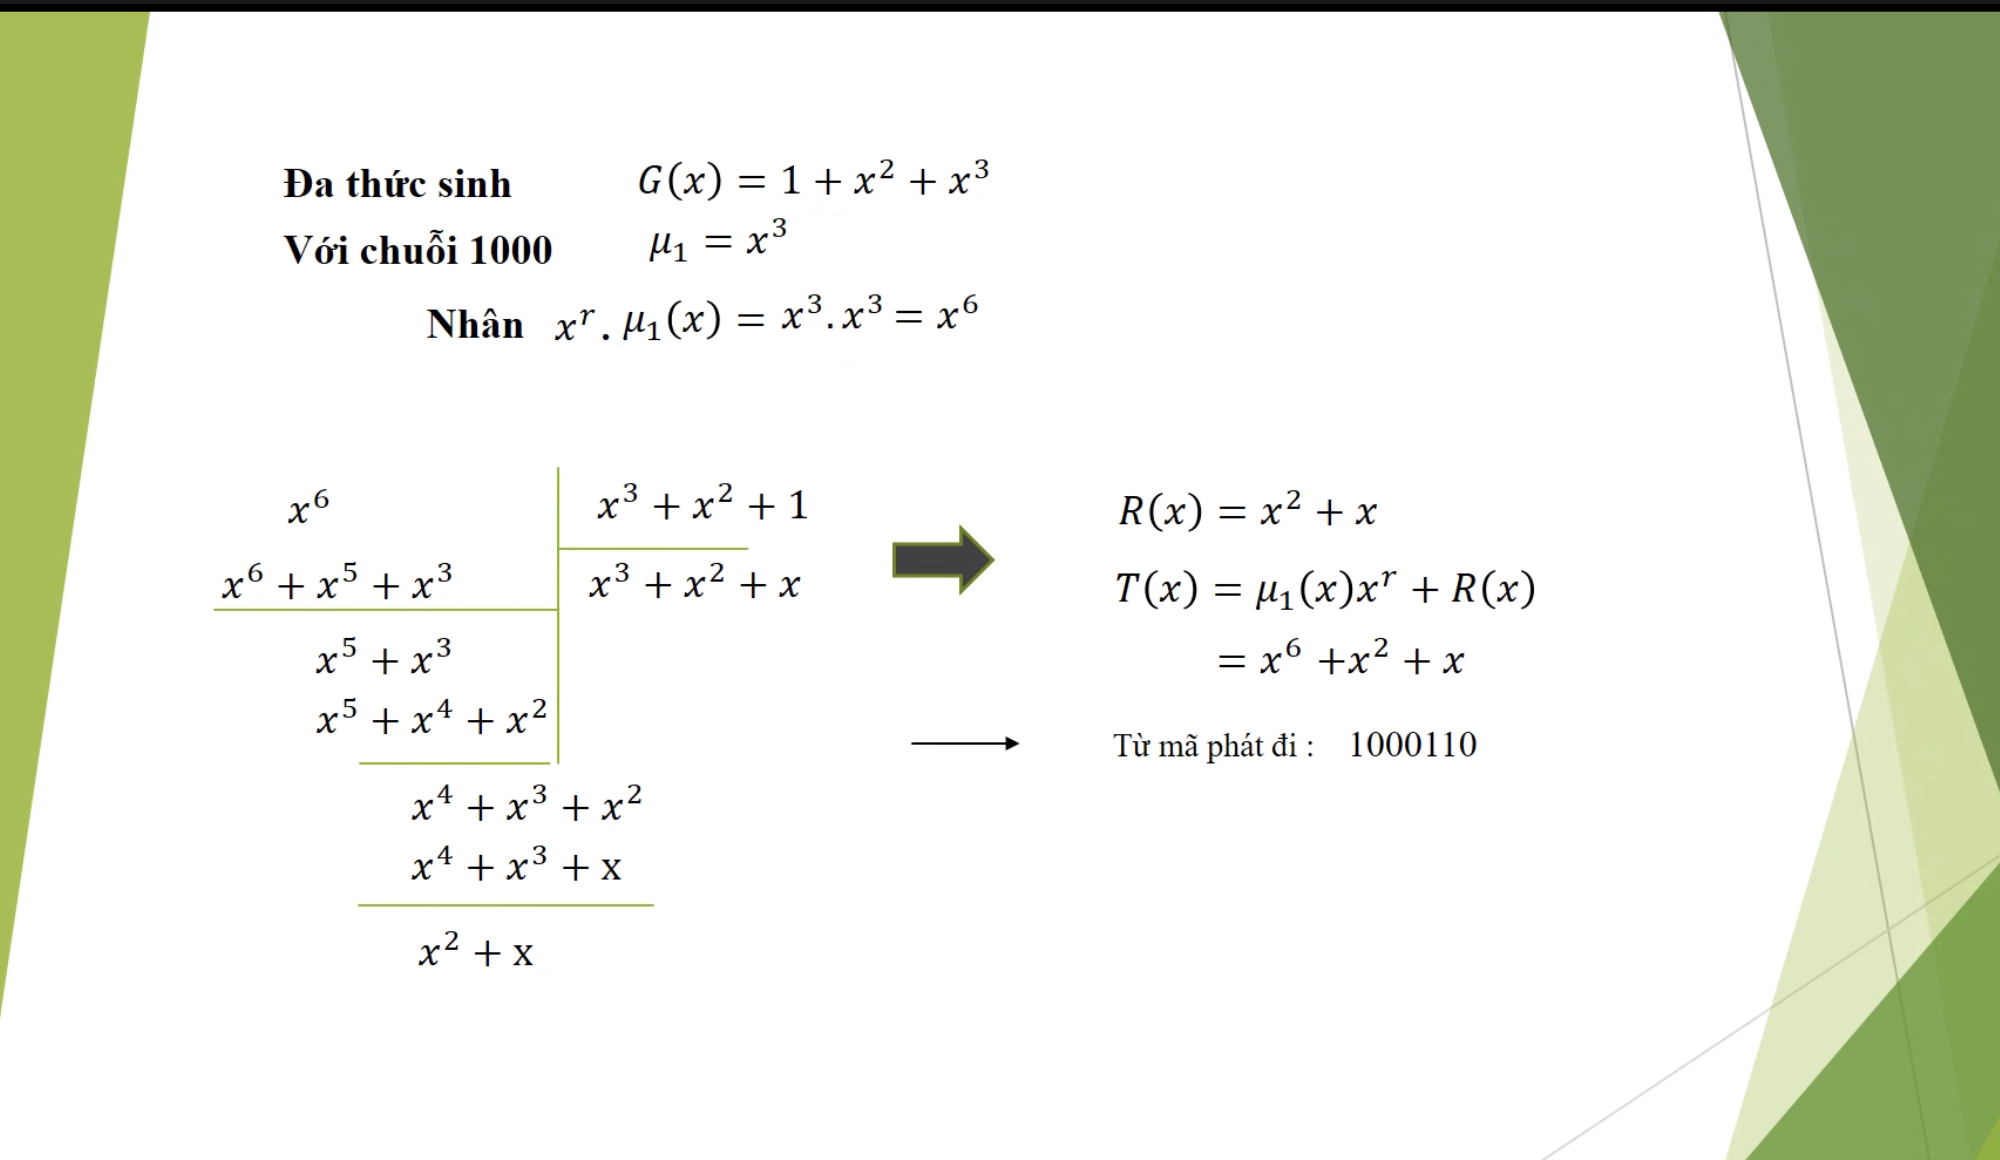 Đa thức sinh G(x) = 1 + x² + x³
Với chuỗi 1000 μ₁ = x³
Nhân xʳ. μ₁(x) = x³. x³ = x⁶
x⁶
x³ + x² + 1
x⁶ + x⁵ + x³
x³ + x² + x
x⁵ + x³
x⁵ + x⁴ + x²
x⁴ + x³ + x²
x⁴ + x³ + x
x² + x
R(x) = x² + x
T(x) = μ₁(x)xʳ + R(x)
= x⁶ +x² + x
Từ mã phát đi : 1000110